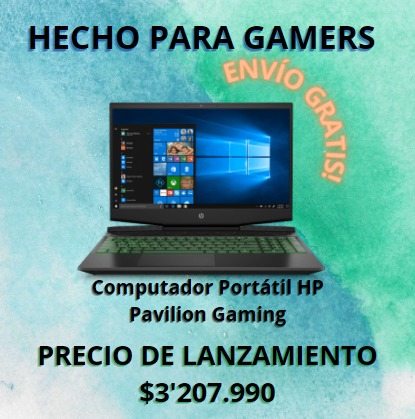 HECHO PARA GAMERS
ENVÍO GRATIS!
Computador Portátil HP
Pavilion Gaming
PRECIO DE LANZAMIENTO
$3'207.990